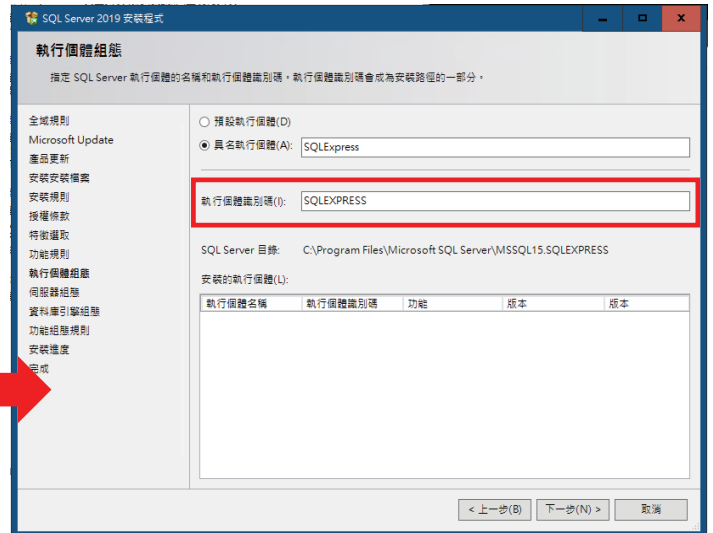 SQL Server 2019 安裝程式
執行個體組態
指定 SQL Server 執行個體的名稱和執行個體識別碼。執行個體識別碼會成為安裝路徑的一部分。
全域規則
Microsoft Update
產品更新
安裝安裝檔案
安裝規則
授權條款
特徵選取
功能規則
執行個體組態
伺服器組態
資料庫引擎組態
功能組態規則
安裝進度
完成
預設執行個體(D)
具名執行個體(A): SQLExpress
執行個體識別碼(I): SQLEXPRESS
SQL Server 目錄: C:\Program Files\Microsoft SQL Server\MSSQL15.SQLEXPRESS
安裝的執行個體(L):
執行個體名稱 執行個體識別碼 功能 版本 版本
< 上一步(B) 下一步(N) > 取消